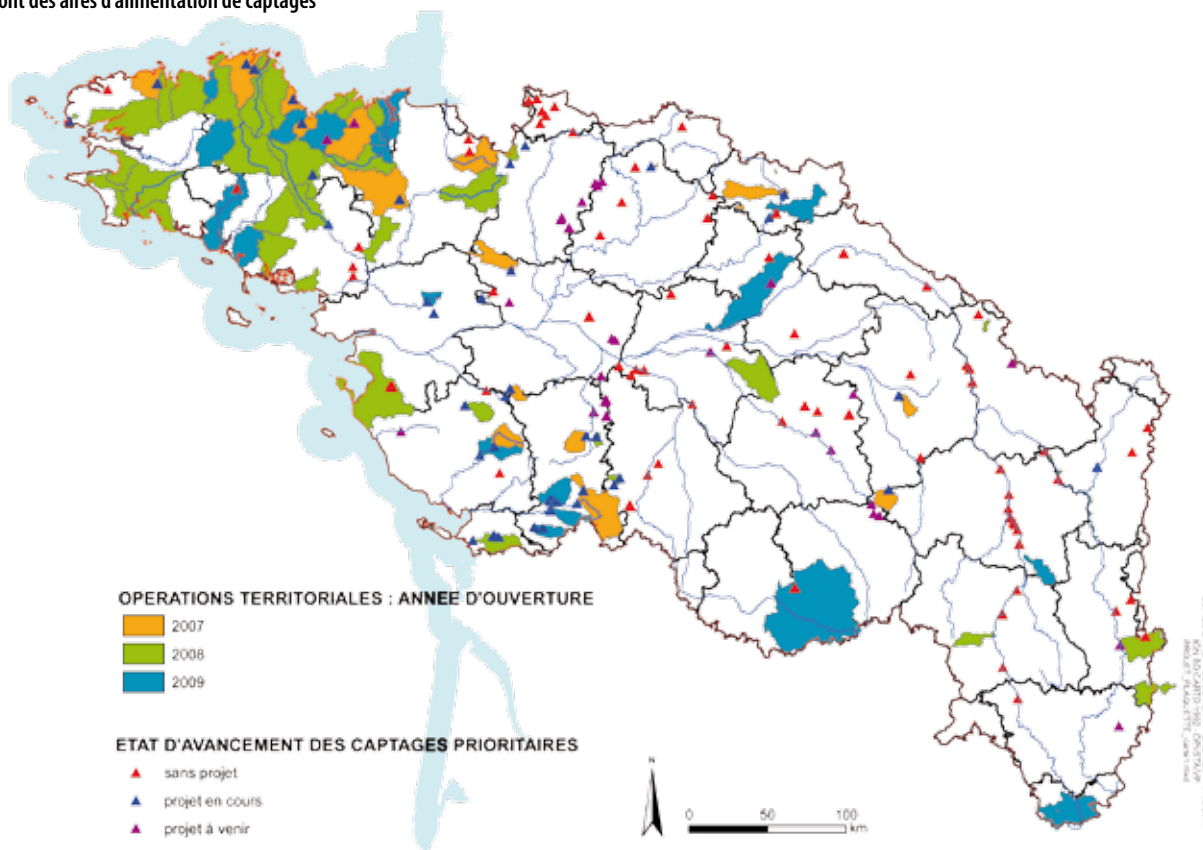 ont des aires d'alimentation de captages
OPERATIONS TERRITORIALES : ANNEE D'OUVERTURE
2007
2008
2009
ETAT D'AVANCEMENT DES CAPTAGES PRIORITAIRES
sans projet
projet en cours
projet à venir
N
0 50 100
km